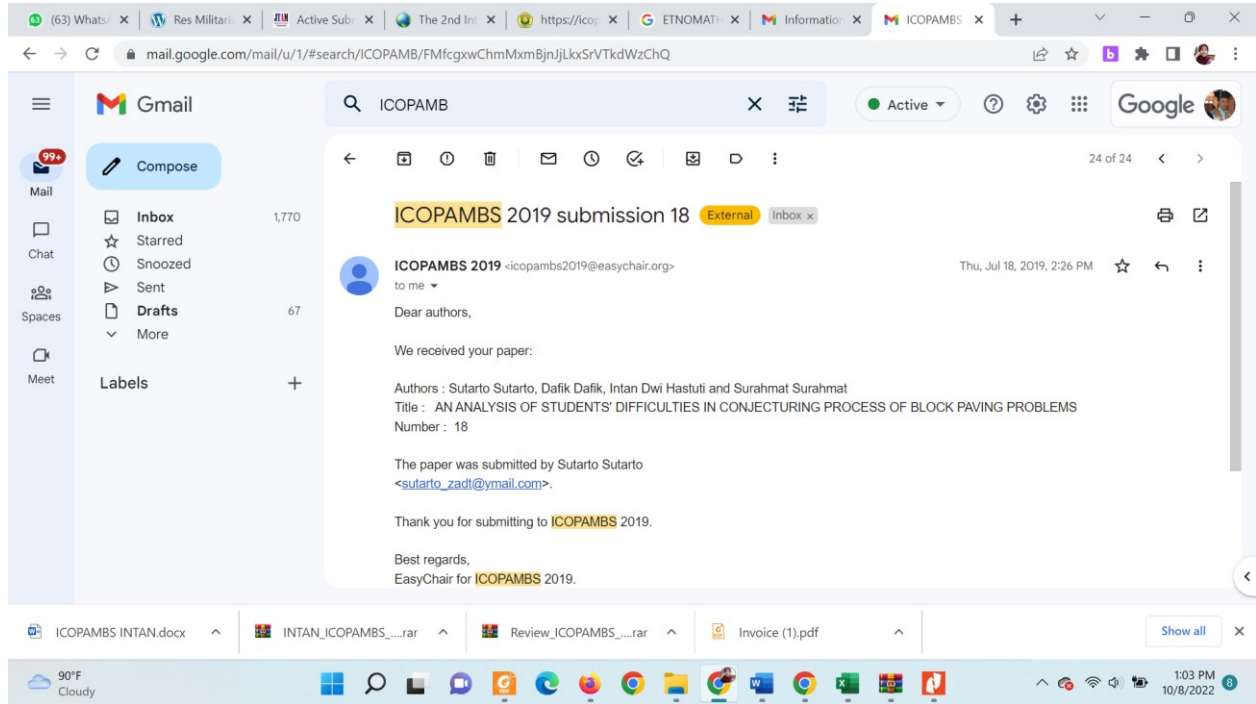 (63) WhatsA
Res Militaris
Active Subm
The 2nd Int
https://icop
ETNOMATH
Information
ICOPAMBS
mail.google.com/mail/u/1/#search/ICOPAMB/FMfcgxwChmMxmBjnJjLkxSrVTkdWzChQ
Gmail
ICOPAMB
Active
Google
99+
Mail
Chat
Spaces
Meet
Compose
Inbox 1,770
Starred
Snoozed
Sent
Drafts 67
More
Labels
24 of 24
ICOPAMBS 2019 submission 18 External Inbox x
ICOPAMBS 2019 <icopambs2019@easychair.org> Thu, Jul 18, 2019, 2:26 PM
to me
Dear authors,
We received your paper:
Authors : Sutarto Sutarto, Dafik Dafik, Intan Dwi Hastuti and Surahmat Surahmat
Title : AN ANALYSIS OF STUDENTS' DIFFICULTIES IN CONJECTURING PROCESS OF BLOCK PAVING PROBLEMS
Number : 18
The paper was submitted by Sutarto Sutarto
<sutarto_zadt@ymail.com>.
Thank you for submitting to ICOPAMBS 2019.
Best regards,
EasyChair for ICOPAMBS 2019.
ICOPAMBS INTAN.docx
INTAN_ICOPAMBS_....rar
Review_ICOPAMBS_....rar
Invoice (1).pdf
Show all
90°F
Cloudy
1:03 PM
10/8/2022
8